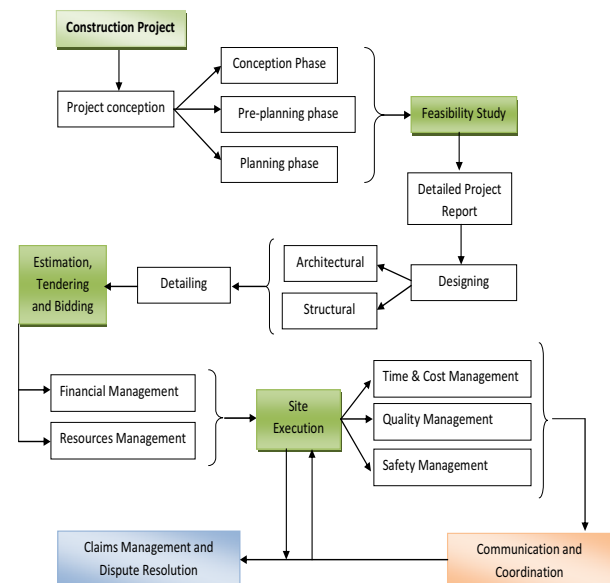 Construction Project
Conception Phase
Project conception
Pre-planning phase
Feasibility Study
Planning phase
Detailed Project
Report
Estimation,
Tendering
and Bidding
Detailing
Architectural
Structural
Designing
Financial Management
Resources Management
Site
Execution
Time & Cost Management
Quality Management
Safety Management
Claims Management and
Dispute Resolution
Communication and
Coordination